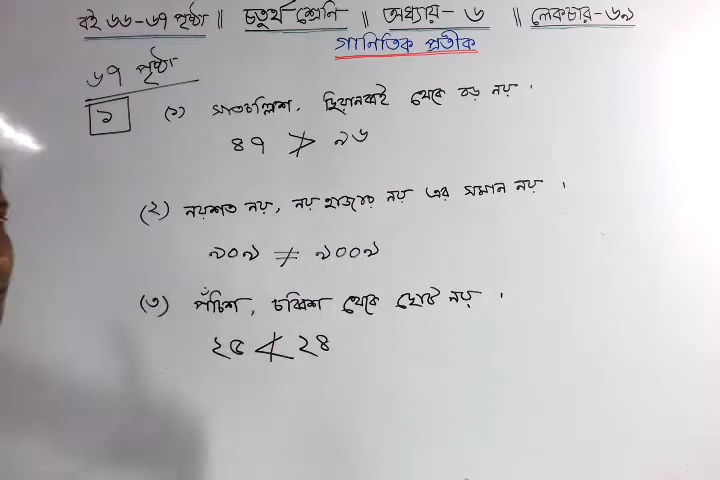 বই ৬৬-৬৭ পৃষ্ঠা || চতুর্থ শ্রেনি || অধ্যায়- ৬ || লেকচার-৬৯
গানিতিক প্রতীক
৬৭ পৃষ্ঠা
১ (১) সাতচল্লিশ, ছিয়ানব্বই থেকে বড় নয়।
৪৭ ≯ ৯৬
(২) নয়শত নয়, নয় হাজার নয় এর সমান নয়।
৯০৯ ≠ ৯০০৯
(৩) পঁচিশ, চব্বিশ থেকে ছোট নয়।
২৫ ≮ ২৪